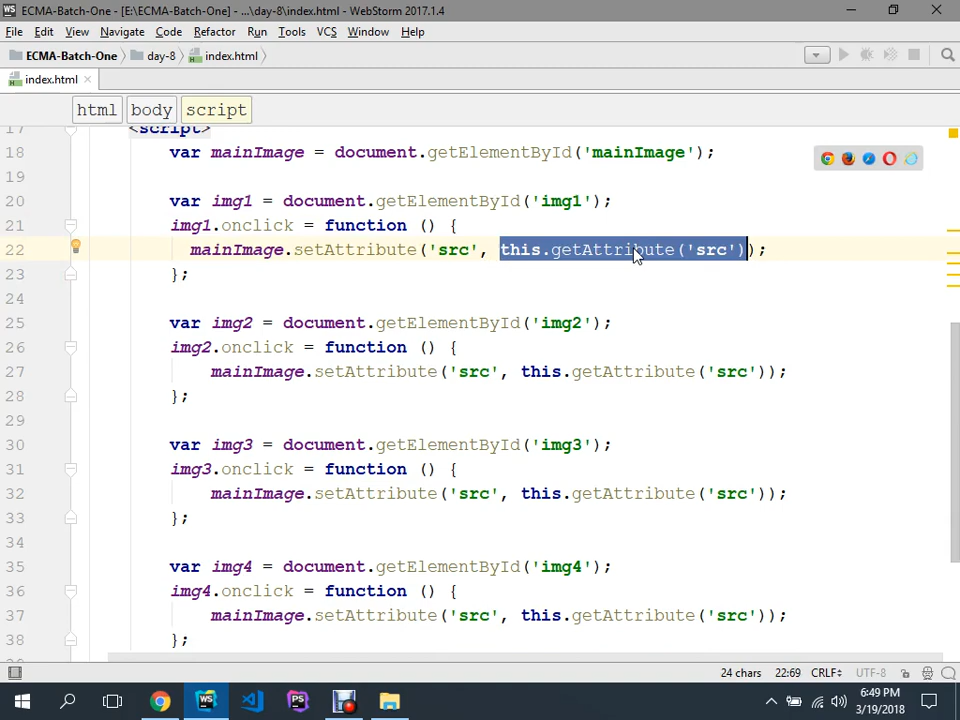 ECMA-Batch-One - [E:\ECMA-Batch-One] - ...\day-8\index.html - WebStorm 2017.1.4
File Edit View Navigate Code Refactor Run Tools VCS Window Help
ECMA-Batch-One day-8 index.html
index.html
html body script
17 <script>
18 var mainImage = document.getElementById('mainImage');
19
20 var img1 = document.getElementById('img1');
21 img1.onclick = function () {
22 mainImage.setAttribute('src', this.getAttribute('src'));
23 };
24
25 var img2 = document.getElementById('img2');
26 img2.onclick = function () {
27 mainImage.setAttribute('src', this.getAttribute('src'));
28 };
29
30 var img3 = document.getElementById('img3');
31 img3.onclick = function () {
32 mainImage.setAttribute('src', this.getAttribute('src'));
33 };
34
35 var img4 = document.getElementById('img4');
36 img4.onclick = function () {
37 mainImage.setAttribute('src', this.getAttribute('src'));
38 };
24 chars 22:69 CRLF UTF-8
WS PS
6:49 PM
3/19/2018